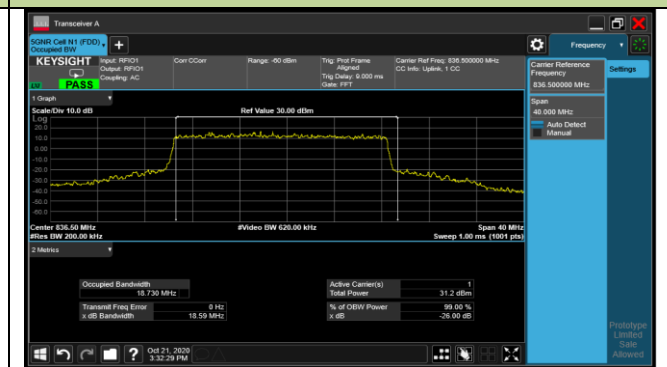 Transceiver A
5GNR Cell N1 (FDD)
Occupied BW
Frequency
KEYSIGHT
Input: RFIO1
Output: RFIO1
Coupling: AC
Corr CCorr
Range: -60 dBm
Trig: Prot Frame
Aligned
Trig Delay: 9.000 ms
Gate: FFT
Carrier Ref Freq: 836.500000 MHz
CC Info: Uplink, 1 CC
PASS
Carrier Reference
Frequency
836.500000 MHz
Settings
Span
40.000 MHz
Auto Detect
Manual
1 Graph
Scale/Div 10.0 dB
Ref Value 30.00 dBm
Log
20.0
10.0
0.00
-10.0
-20.0
-30.0
-40.0
-50.0
-60.0
Center 836.50 MHz
#Video BW 620.00 kHz
Span 40 MHz
#Res BW 200.00 kHz
Sweep 1.00 ms (1001 pts)
2 Metrics
Occupied Bandwidth
18.730 MHz
Active Carrier(s) 1
Total Power 31.2 dBm
Transmit Freq Error 0 Hz
x dB Bandwidth 18.59 MHz
% of OBW Power 99.00 %
x dB -26.00 dB
Prototype
Limited
Sale
Allowed
Oct 21, 2020
3:32:29 PM